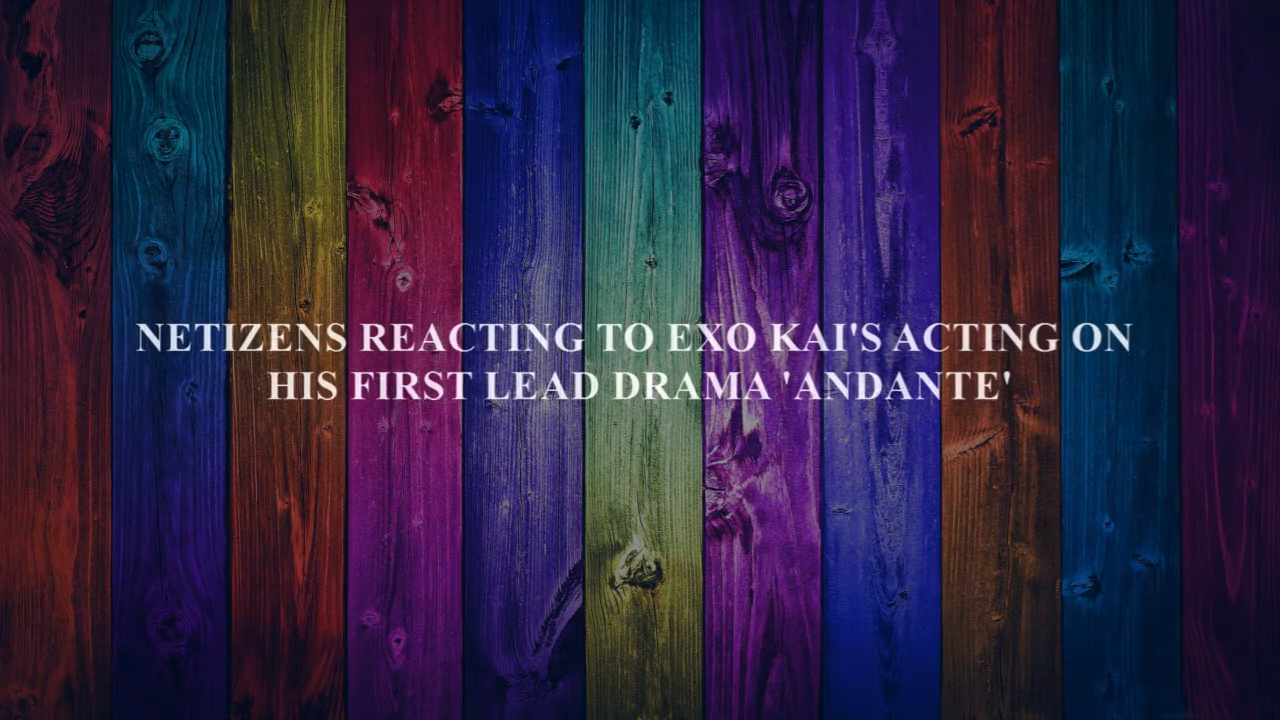 NETIZENS REACTING TO EXO KAI'S ACTING ON
HIS FIRST LEAD DRAMA 'ANDANTE'